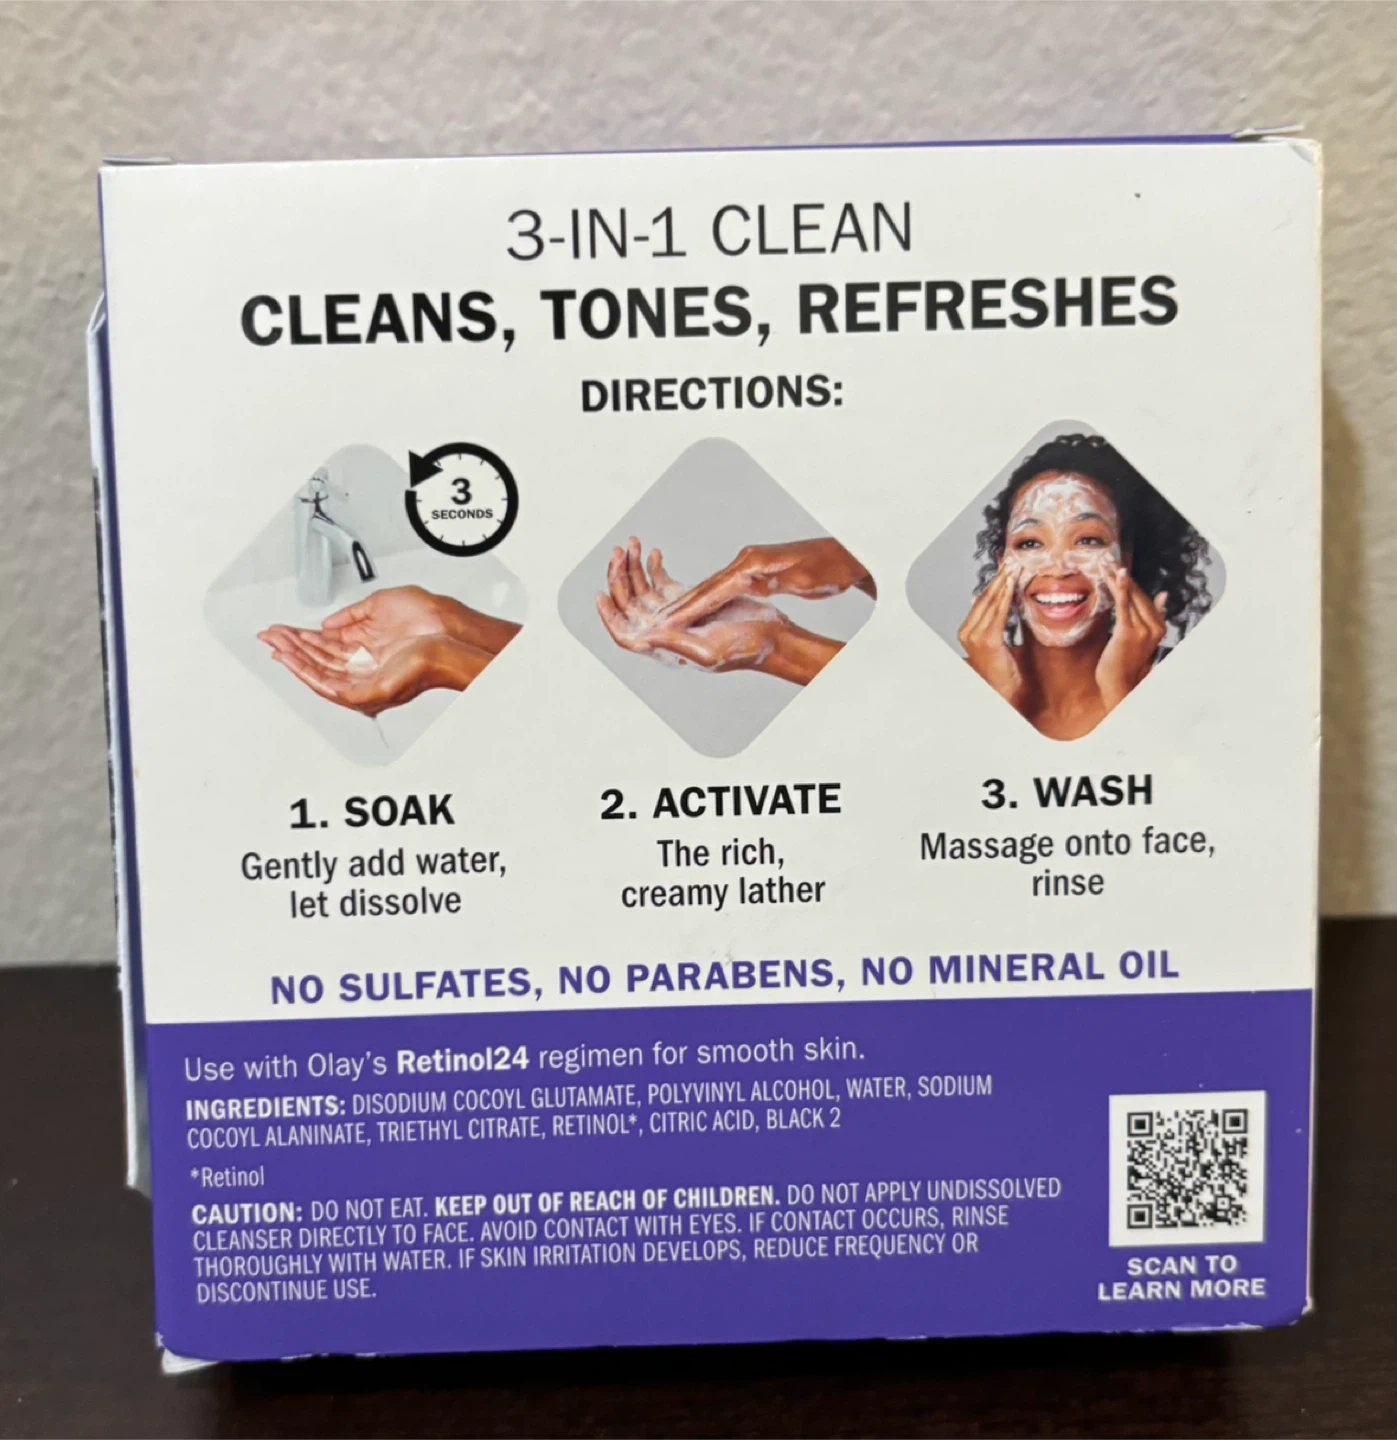 3-IN-1 CLEAN
CLEANS, TONES, REFRESHES
DIRECTIONS:
3
SECONDS
1. SOAK
Gently add water,
let dissolve
2. ACTIVATE
The rich,
creamy lather
3. WASH
Massage onto face,
rinse
NO SULFATES, NO PARABENS, NO MINERAL OIL
Use with Olay's Retinol24 regimen for smooth skin.
INGREDIENTS: DISODIUM COCOYL GLUTAMATE, POLYVINYL ALCOHOL, WATER, SODIUM
COCOYL ALANINATE, TRIETHYL CITRATE, RETINOL*, CITRIC ACID, BLACK 2
*Retinol
CAUTION: DO NOT EAT. KEEP OUT OF REACH OF CHILDREN. DO NOT APPLY UNDISSOLVED
CLEANSER DIRECTLY TO FACE. AVOID CONTACT WITH EYES. IF CONTACT OCCURS, RINSE
THOROUGHLY WITH WATER. IF SKIN IRRITATION DEVELOPS, REDUCE FREQUENCY OR
DISCONTINUE USE.
SCAN TO
LEARN MORE